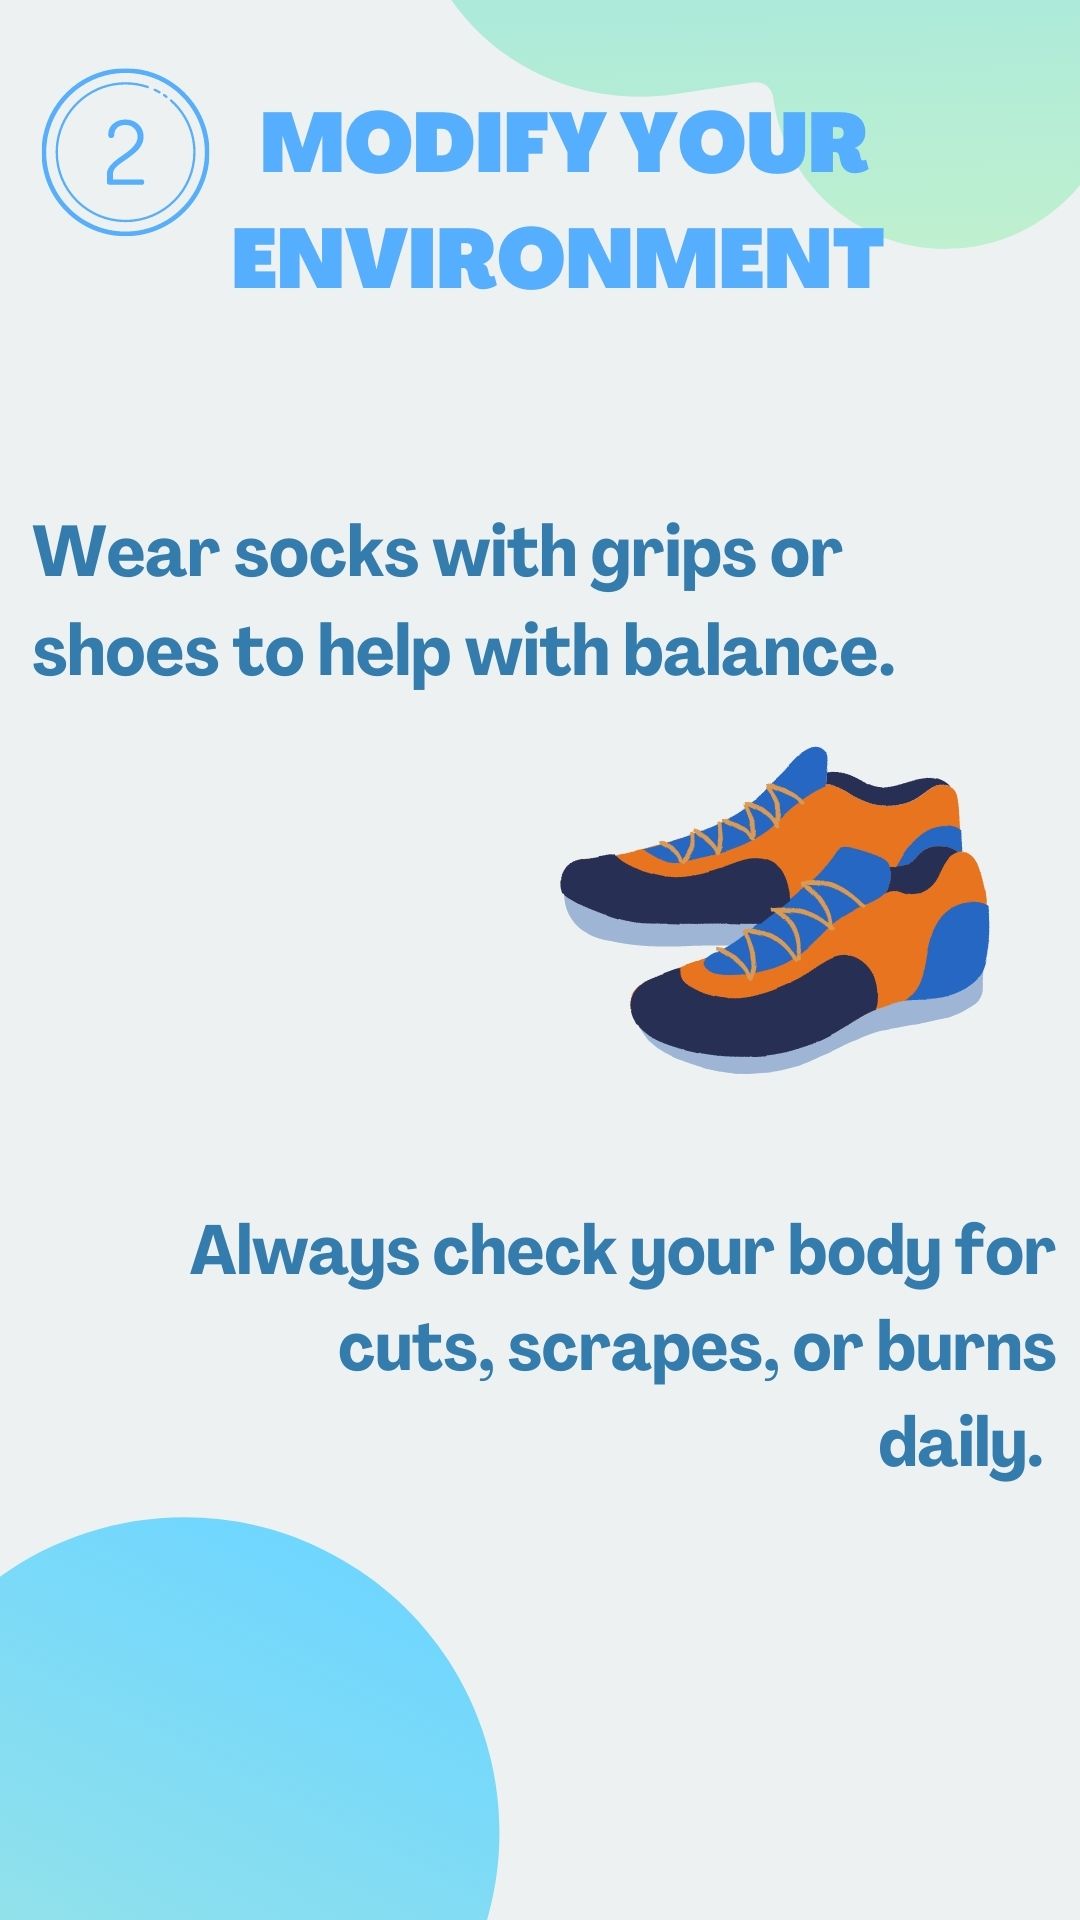 2
MODIFY YOUR
ENVIRONMENT
Wear socks with grips or
shoes to help with balance.
Always check your body for
cuts, scrapes, or burns
daily.